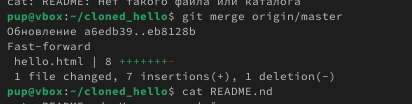 cat: README: Нет такого файла или каталога
pup@vbox:~/cloned_hello$ git merge origin/master
Обновление a6edb39..eb8128b
Fast-forward
 hello.html | 8 +++++++-
 1 file changed, 7 insertions(+), 1 deletion(-)
pup@vbox:~/cloned_hello$ cat README.nd